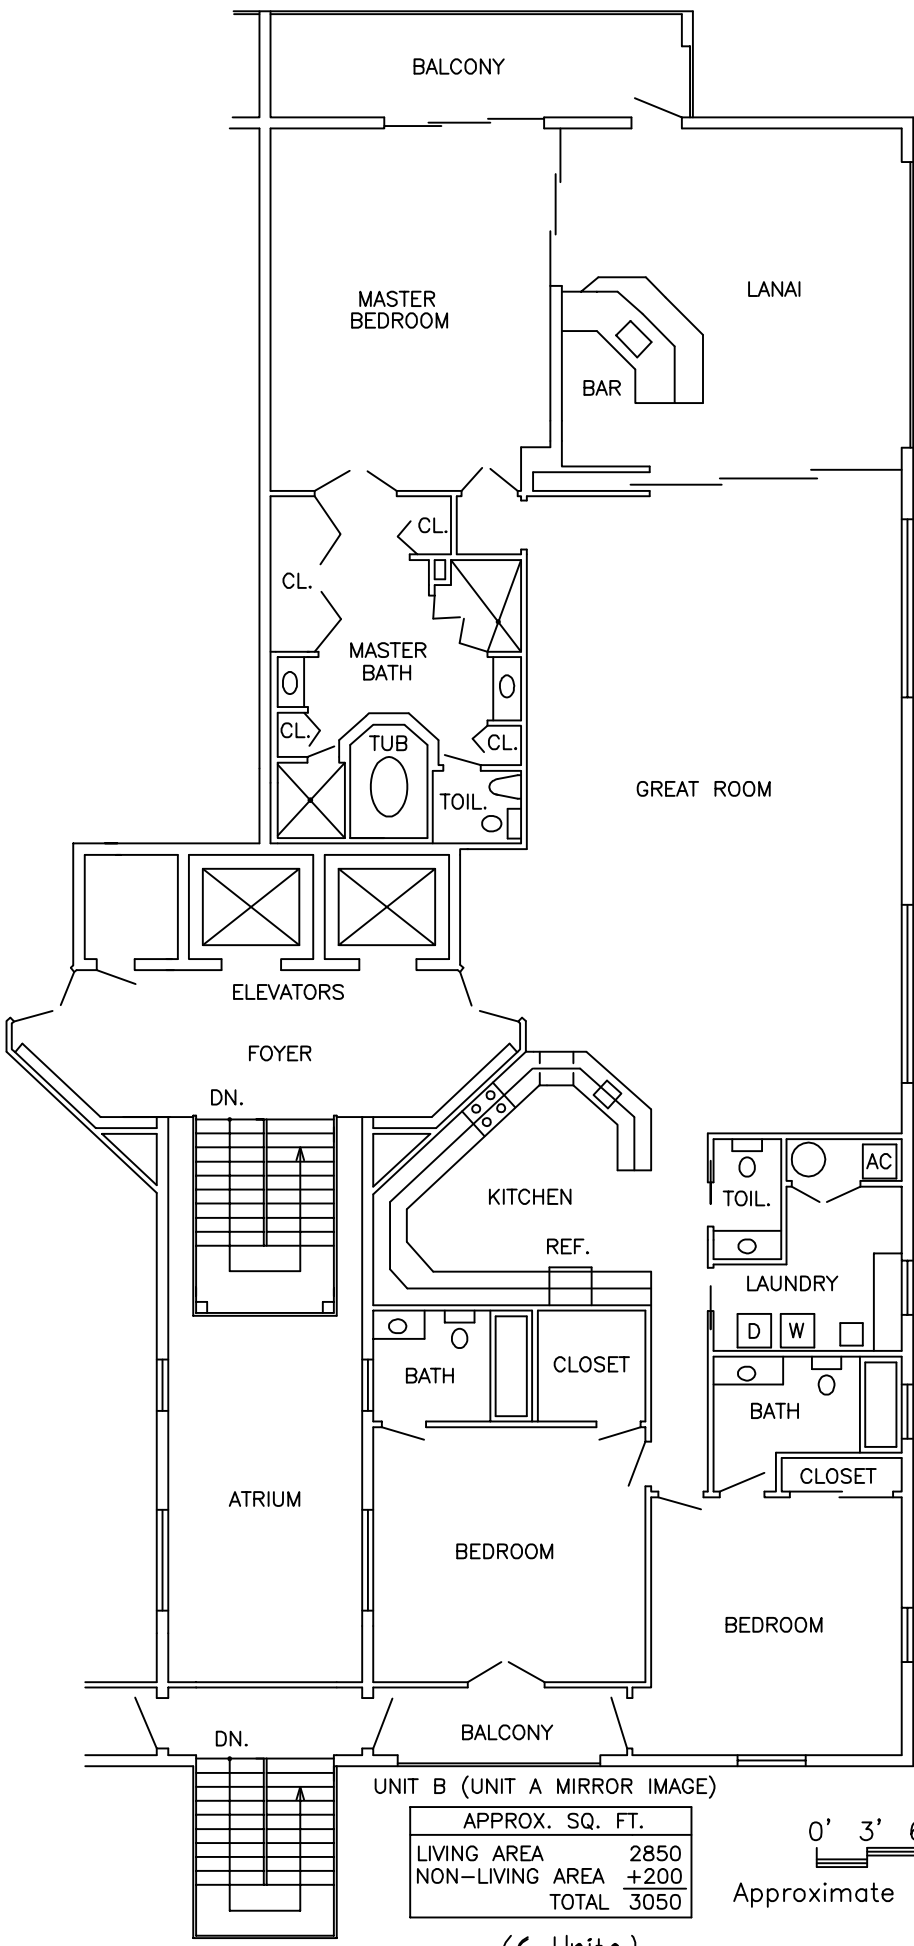 BALCONY
MASTER
BEDROOM
LANAI
BAR
CL.
CL.
MASTER
BATH
CL.
TUB
CL.
TOIL.
GREAT ROOM
ELEVATORS
FOYER
DN.
KITCHEN
REF.
TOIL.
AC
LAUNDRY
D
W
BATH
CLOSET
BATH
CLOSET
ATRIUM
BEDROOM
BEDROOM
DN.
BALCONY
UNIT B (UNIT A MIRROR IMAGE)
APPROX. SQ. FT.
LIVING AREA 2850
NON-LIVING AREA +200
TOTAL 3050
0' 3'
Approximate